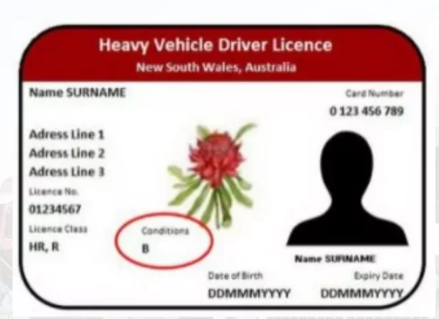 Heavy Vehicle Driver Licence
New South Wales, Australia
Name SURNAME
Card Number
0 123 456 789
Adress Line 1
Adress Line 2
Adress Line 3
Licence No.
01234567
Licence Class
Conditions
HR, R
B
Name SURNAME
Date of Birth
Expiry Date
DDMMMYYYY
DDMMMYYYY